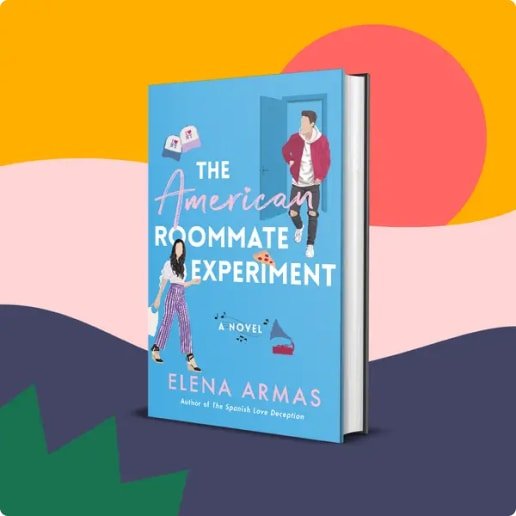 THE
American
ROOMMATE
EXPERIMENT
A NOVEL
ELENA ARMAS
Author of The Spanish Love Deception